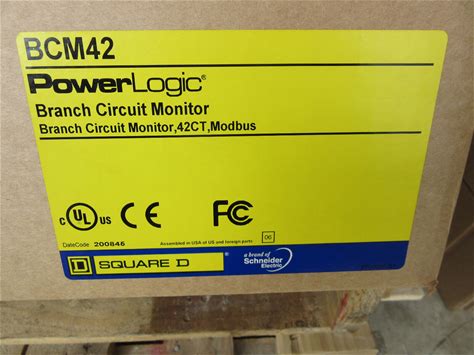 BCM42
PowerLogic®
Branch Circuit Monitor
Branch Circuit Monitor,42CT,Modbus
c UL us CE FC
DateCode 200846 Assembled in USA of US and foreign parts 06
D SQUARE D
a brand of
Schneider
Electric